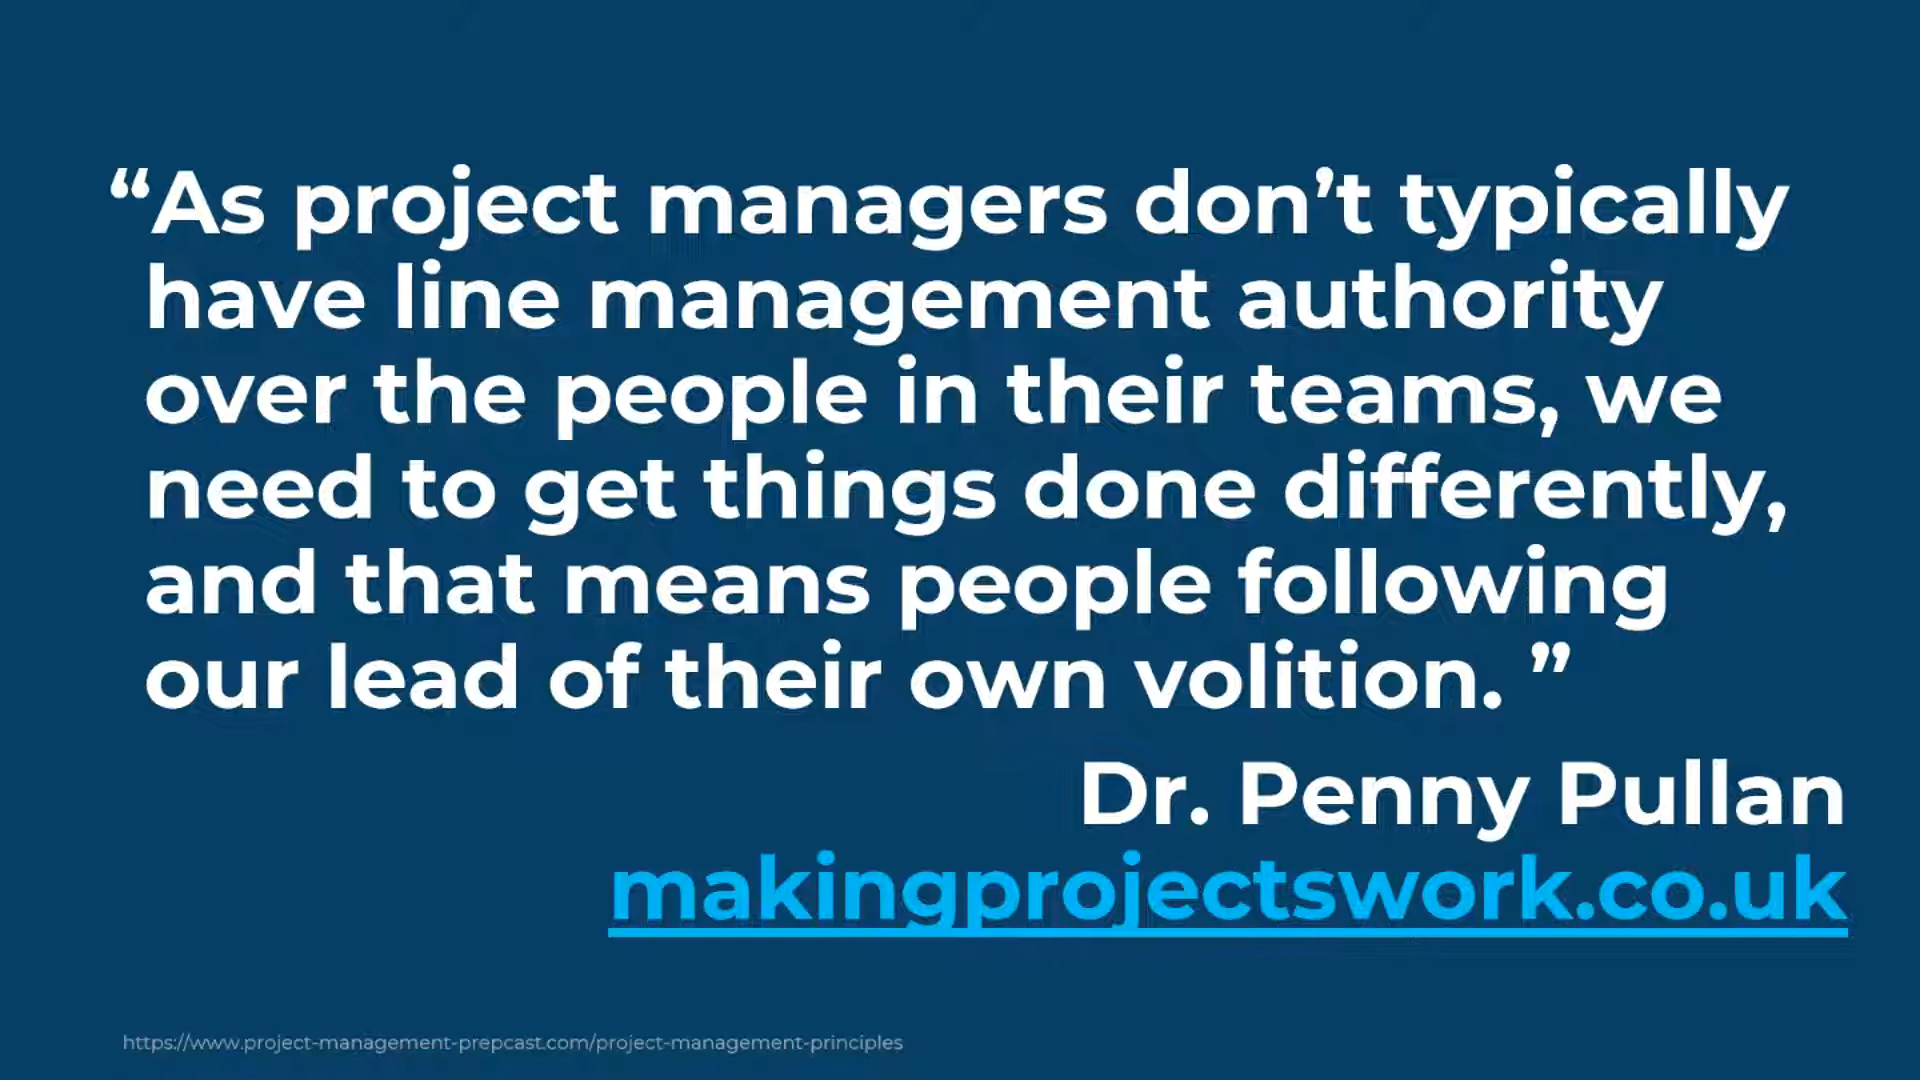 “As project managers don’t typically
have line management authority
over the people in their teams, we
need to get things done differently,
and that means people following
our lead of their own volition. ”
Dr. Penny Pullan
makingprojectswork.co.uk
https://www.project-management-prepcast.com/project-management-principles